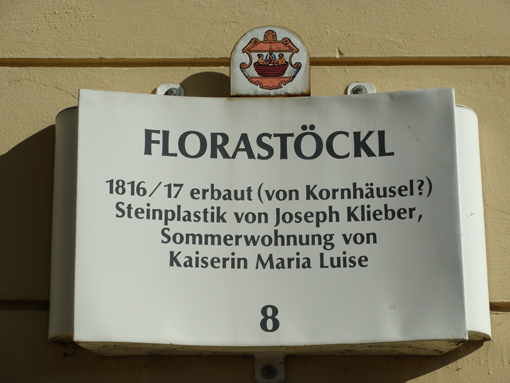 FLORASTÖCKL
1816/17 erbaut (von Kornhäusel?)
Steinplastik von Joseph Klieber,
Sommerwohnung von
Kaiserin Maria Luise
8